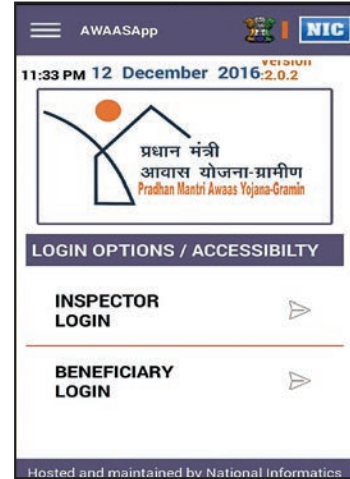 AWAASApp
NIC
11:33 PM 12 December 2016 version:2.0.2
प्रधान मंत्री
आवास योजना-ग्रामीण
Pradhan Mantri Awaas Yojana-Gramin
LOGIN OPTIONS / ACCESSIBILTY
INSPECTOR
LOGIN
BENEFICIARY
LOGIN
Hosted and maintained by National Informatics